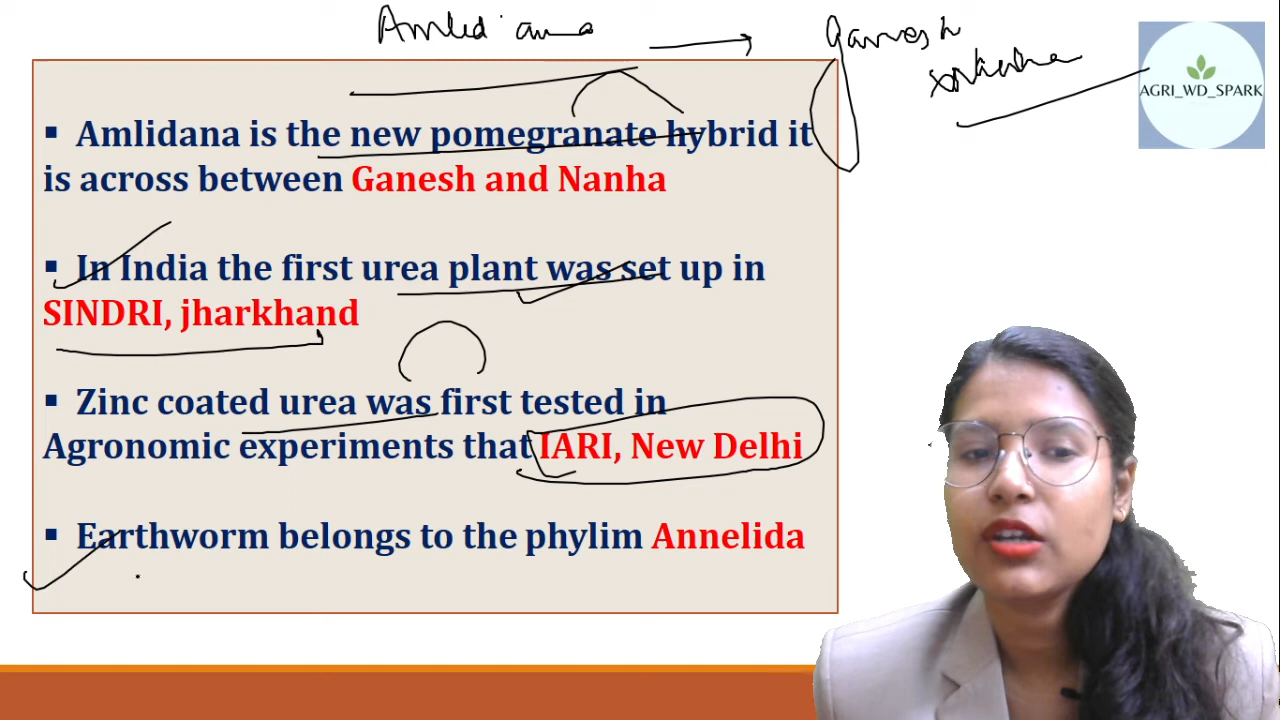 Amlidana
Ganesh
AGRI_WD_SPARK
▪ Amlidana is the new pomegranate hybrid it
is across between Ganesh and Nanha
▪ In India the first urea plant was set up in
SINDRI, jharkhand
▪ Zinc coated urea was first tested in
Agronomic experiments that IARI, New Delhi
▪ Earthworm belongs to the phylim Annelida